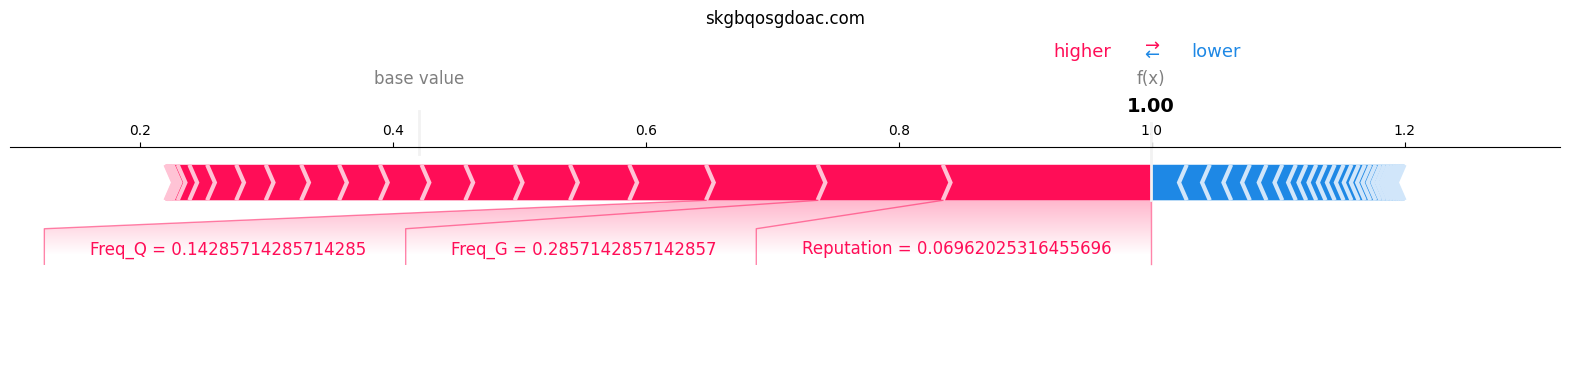 skgbqosgdoac.com
higher ⇄ lower
base value f(x)
1.00
0.2 0.4 0.6 0.8 1.0 1.2
Freq_Q = 0.14285714285714285 Freq_G = 0.2857142857142857 Reputation = 0.06962025316455696